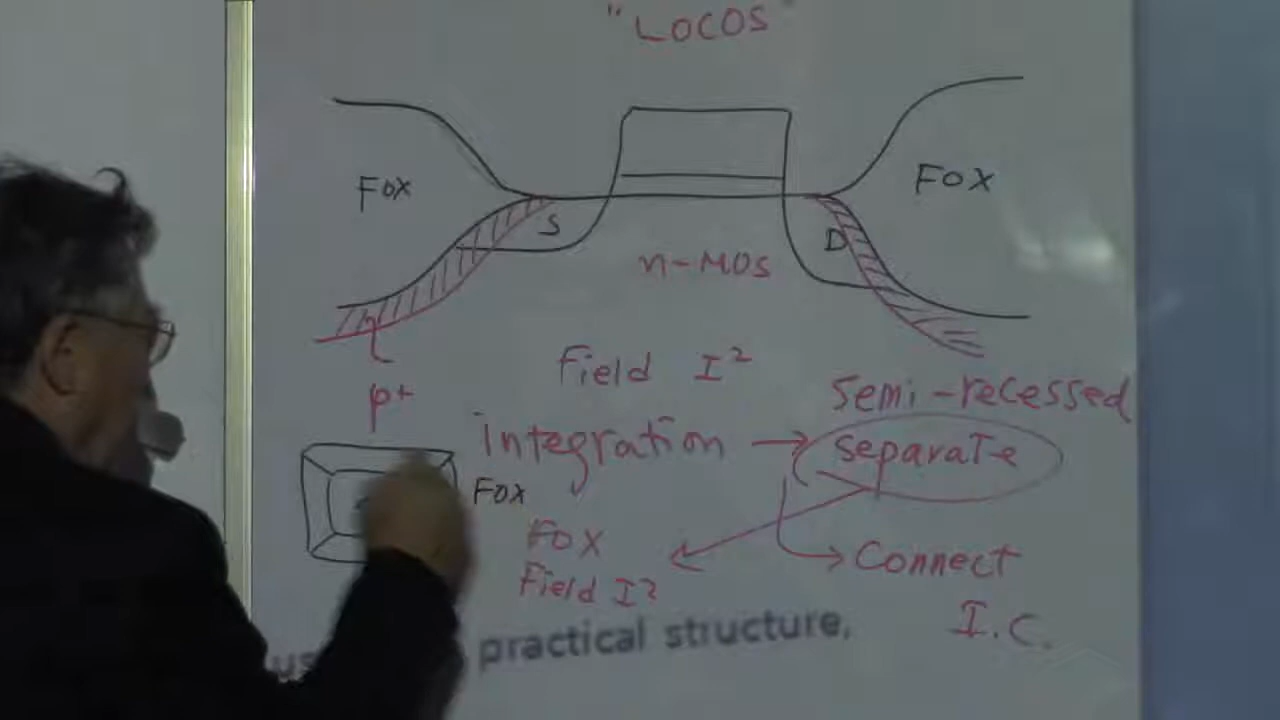 "LOCOS"
FOX
FOX
S
D
n-MOS
P+
Field I²
Semi-recessed
integration → separate
FOX
FOX
Field I²
Connect
I.C.
practical structure,